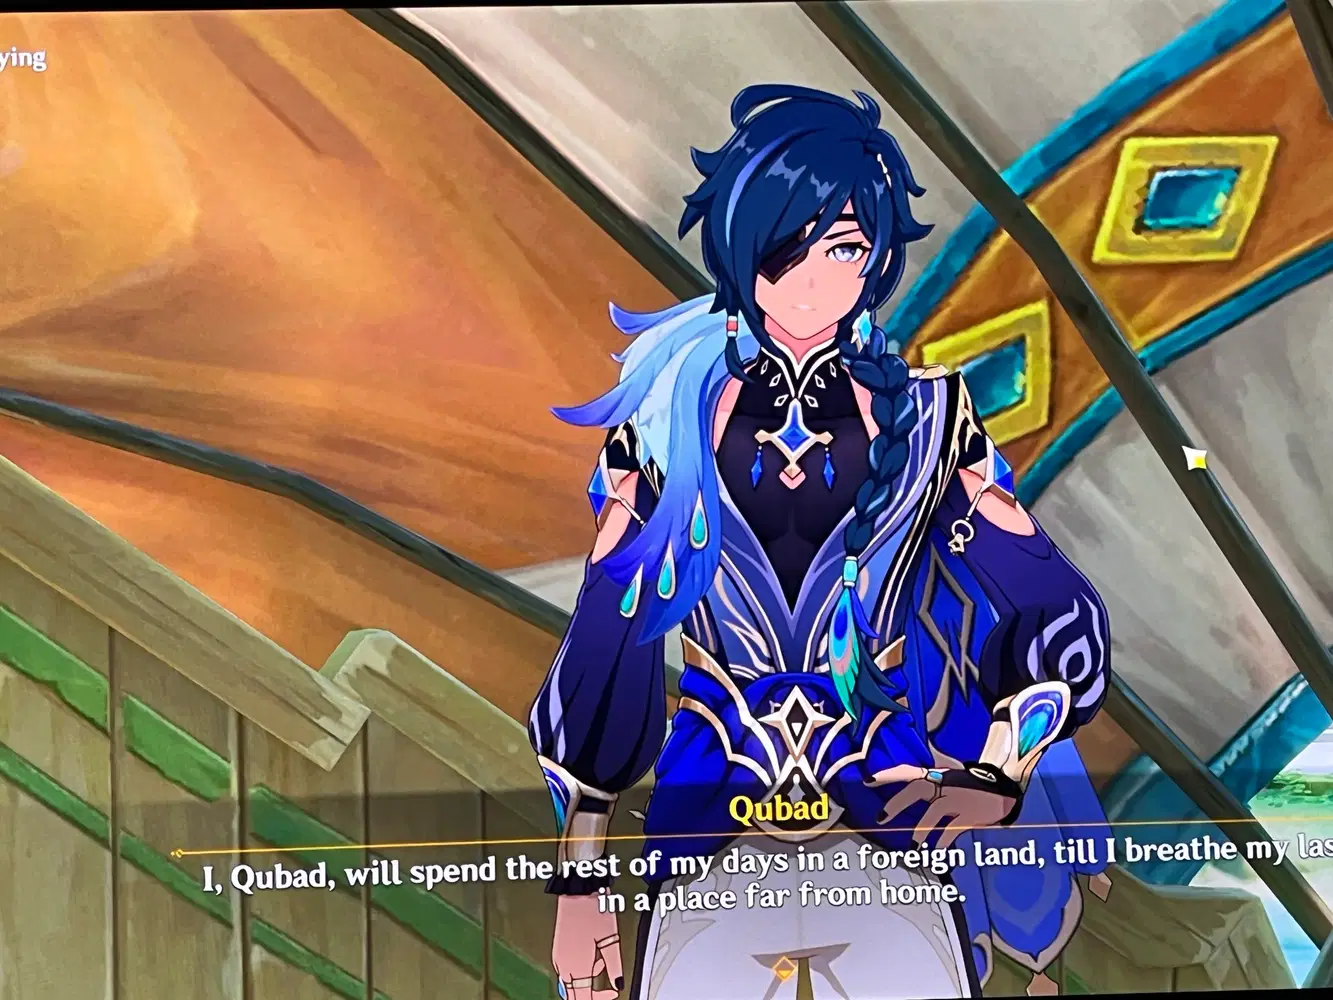 ying
Qubad
I, Qubad, will spend the rest of my days in a foreign land, till I breathe my las
in a place far from home.